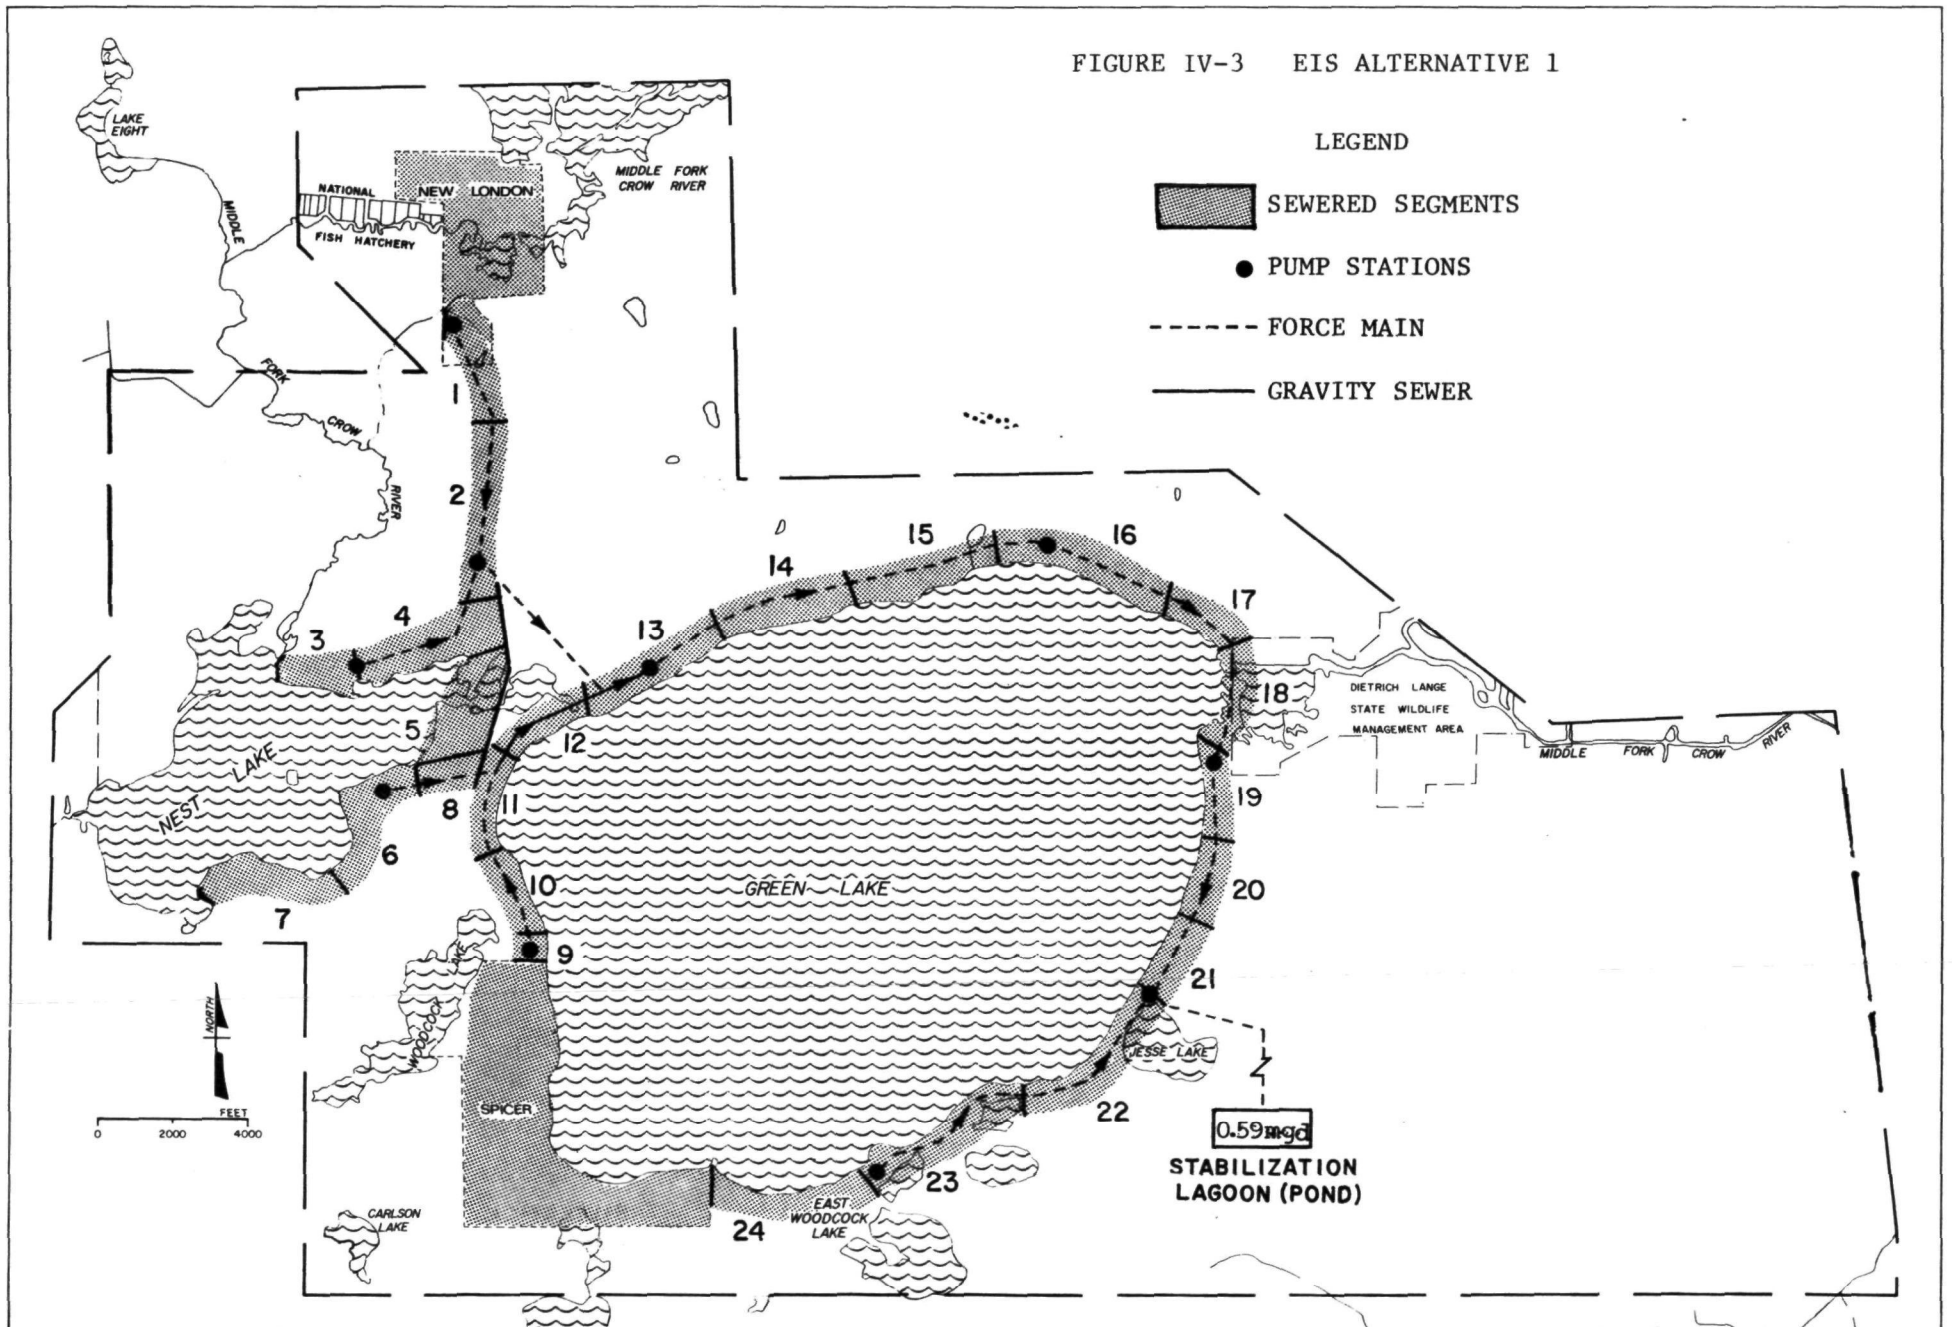 FIGURE IV-3 EIS ALTERNATIVE 1
LEGEND
SEWERED SEGMENTS
PUMP STATIONS
FORCE MAIN
GRAVITY SEWER
LAKE
EIGHT
MIDDLE
NATIONAL
FISH HATCHERY
NEW LONDON
MIDDLE FORK
CROW RIVER
FORK
CROW
RIVER
1
2
3
4
5
6
7
8
9
10
11
12
13
14
15
16
17
18
19
20
21
22
23
24
NEST LAKE
GREEN LAKE
DIETRICH LANGE
STATE WILDLIFE
MANAGEMENT AREA
MIDDLE FORK CROW RIVER
WOODCOCK LAKE
SPICER
JESSE LAKE
0.59mgd
STABILIZATION
LAGOON (POND)
EAST
WOODCOCK
LAKE
CARLSON
LAKE
NORTH
FEET
0 2000 4000